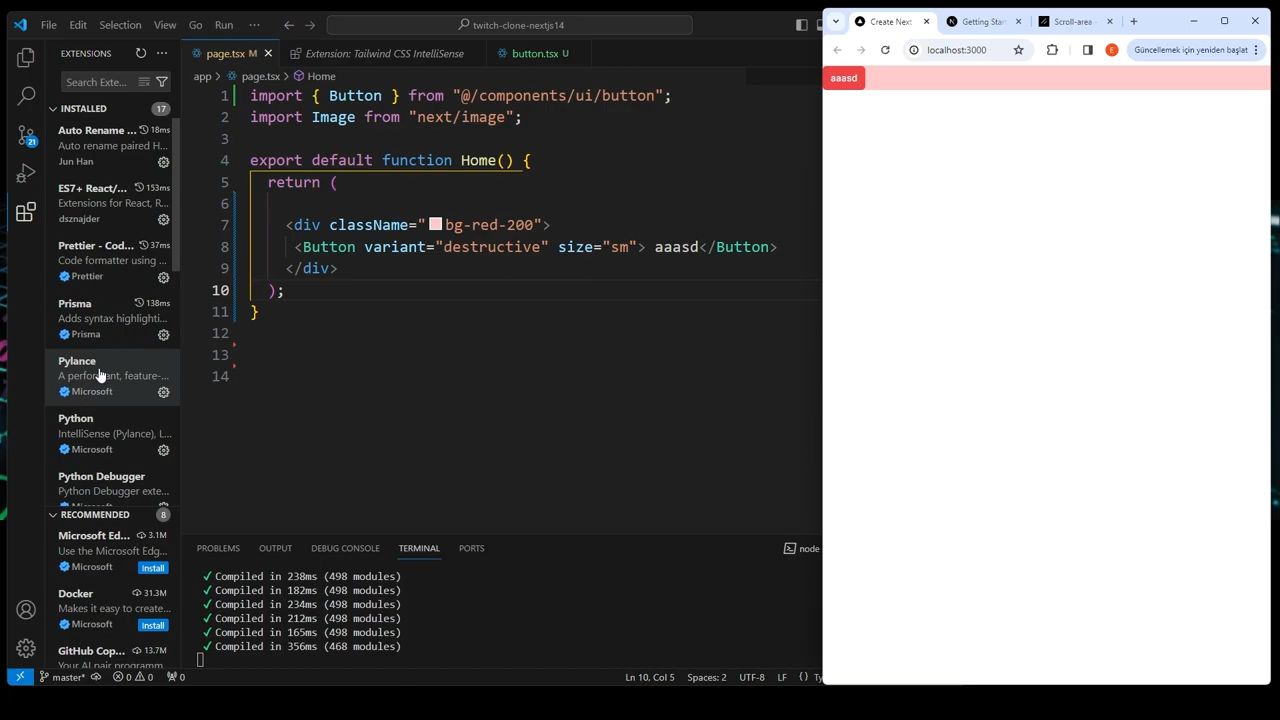 File Edit Selection View Go Run ···
twitch-clone-nextjs14
EXTENSIONS
Search Exte...
INSTALLED 17
Auto Rename ... 18ms
Auto rename paired H...
Jun Han
ES7+ React/... 153ms
Extensions for React, R...
dsznajder
Prettier - Cod... 37ms
Code formatter using ...
Prettier
Prisma 138ms
Adds syntax highlighti...
Prisma
Pylance
A performant, feature-...
Microsoft
Python
IntelliSense (Pylance), L...
Microsoft
Python Debugger
Python Debugger exte...
RECOMMENDED 8
Microsoft Ed... 3.1M
Use the Microsoft Edg...
Microsoft Install
Docker 31.3M
Makes it easy to create...
Microsoft Install
GitHub Cop... 13.7M
Your AI pair programm...
21
page.tsx M Extension: Tailwind CSS IntelliSense button.tsx U
app > page.tsx > Home
1 import { Button } from "@/components/ui/button";
2 import Image from "next/image";
3
4 export default function Home() {
5 return (
6
7 <div className="bg-red-200">
8 <Button variant="destructive" size="sm"> aaasd</Button>
9 </div>
10 );
11 }
12
13
14
PROBLEMS OUTPUT DEBUG CONSOLE TERMINAL PORTS node
✓ Compiled in 238ms (498 modules)
✓ Compiled in 182ms (498 modules)
✓ Compiled in 234ms (498 modules)
✓ Compiled in 212ms (498 modules)
✓ Compiled in 165ms (498 modules)
✓ Compiled in 356ms (468 modules)
master* 0 0 0 Ln 10, Col 5 Spaces: 2 UTF-8 LF {} Ty
Create Next Getting Star Scroll-area -
localhost:3000 E Güncellemek için yeniden başlat
aaasd